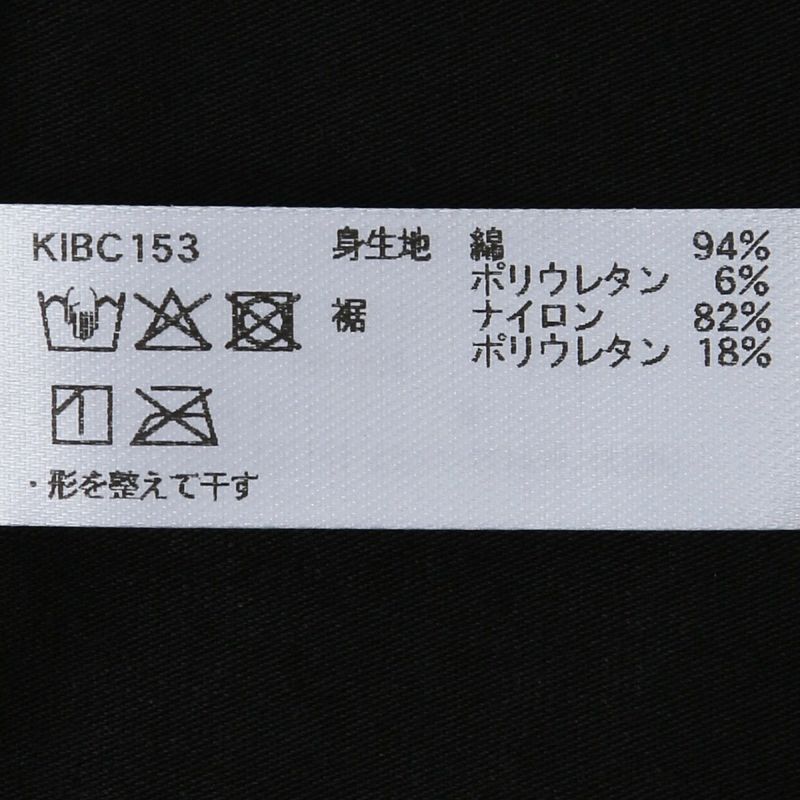 KIBC153
身生地 綿 94%
ポリウレタン 6%
裾 ナイロン 82%
ポリウレタン 18%
・形を整えて干す